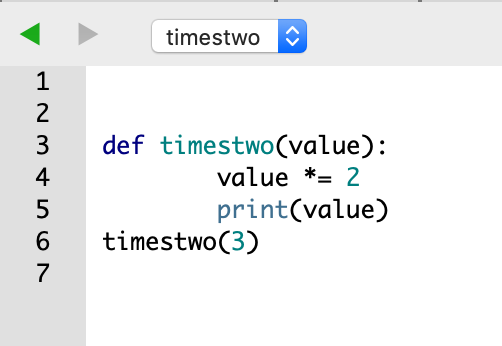 timestwo
1
2
3 def timestwo(value):
4         value *= 2
5         print(value)
6 timestwo(3)
7